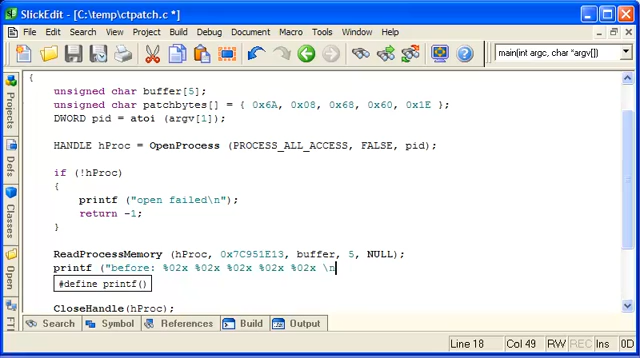 SlickEdit - [C:\temp\ctpatch.c *]
File Edit Search View Project Document Macro Tools Window Help
main(int argc, char *argv[])
{
unsigned char buffer[5];
unsigned char patchbytes[] = { 0x6A, 0x08, 0x68, 0x60, 0x1E };
DWORD pid = atoi (argv[1]);
HANDLE hProc = OpenProcess (PROCESS_ALL_ACCESS, FALSE, pid);
if (!hProc)
{
printf ("open failed\n");
return -1;
}
ReadProcessMemory (hProc, 0x7C951E13, buffer, 5, NULL);
printf ("before: %02x %02x %02x %02x %02x \n
#define printf()
CloseHandle(hProc);
Projects
Defs
Classes
Open
FT
Search Symbol References Build Output
Line 18 Col 49 RW REC Ins 0D